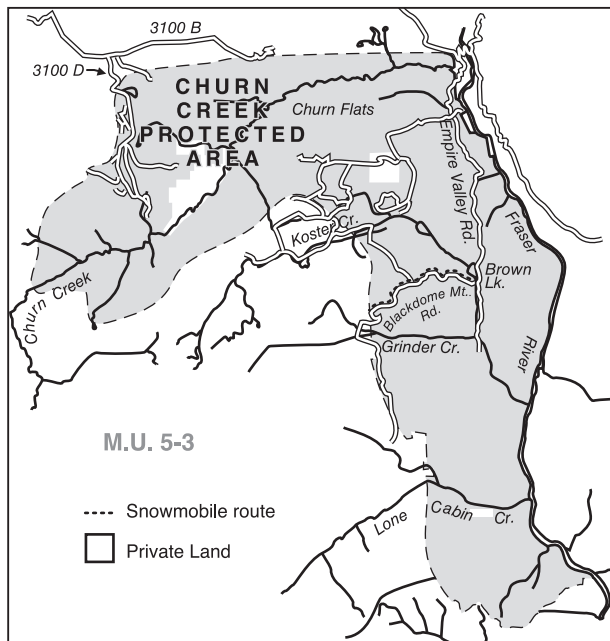 3100 B
3100 D
CHURN
CREEK
PROTECTED
AREA
Churn Flats
Empire Valley Rd.
Fraser
River
Koster Cr.
Brown
Lk.
Blackdome Mt.
Rd.
Churn Creek
Grinder Cr.
M.U. 5-3
Lone Cabin Cr.
Snowmobile route
Private Land